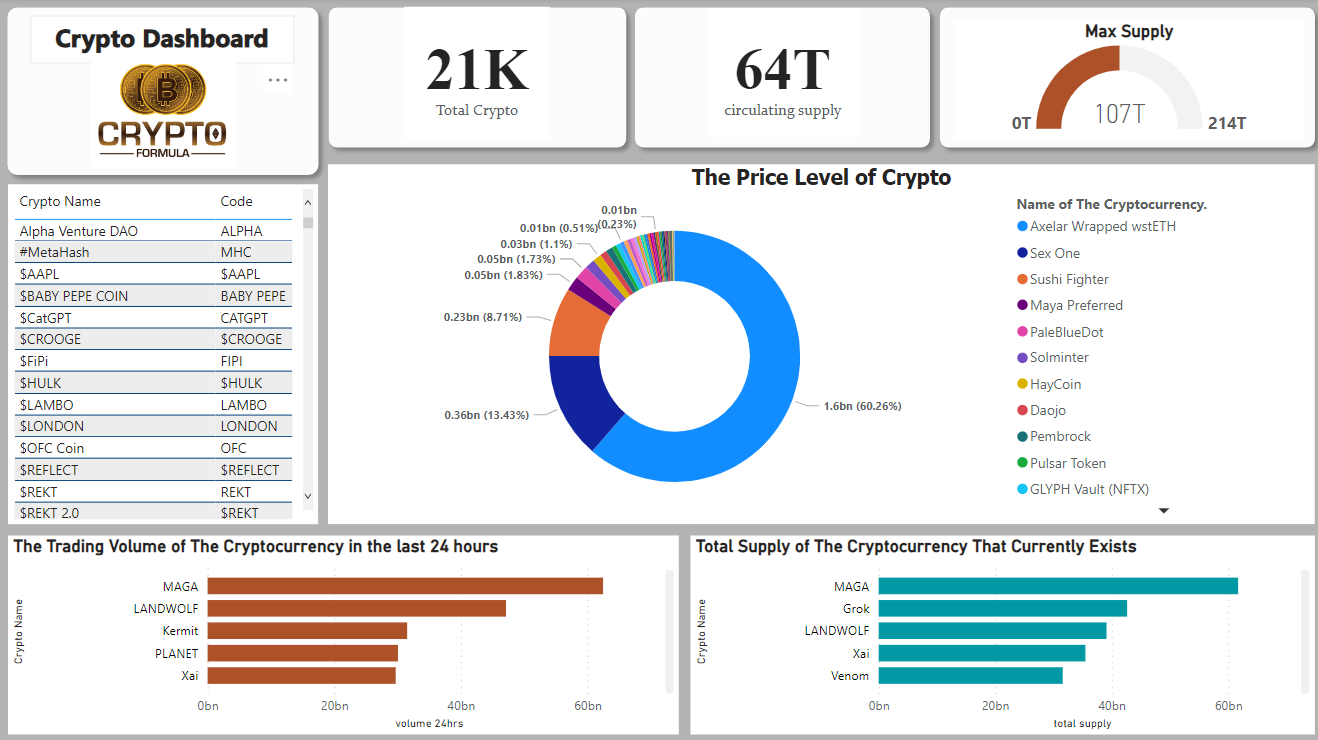 Crypto Dashboard
...
CRYPTO
FORMULA
21K
Total Crypto
64T
circulating supply
Max Supply
0T
107T
214T
Crypto Name Code
Alpha Venture DAO ALPHA
#MetaHash MHC
$AAPL $AAPL
$BABY PEPE COIN BABY PEPE
$CatGPT CATGPT
$CROOGE $CROOGE
$FiPi FIPI
$HULK $HULK
$LAMBO LAMBO
$LONDON LONDON
$OFC Coin OFC
$REFLECT $REFLECT
$REKT REKT
$REKT 2.0 $REKT
The Price Level of Crypto
0.01bn
(0.23%)
0.01bn (0.51%)
0.03bn (1.1%)
0.05bn (1.73%)
0.05bn (1.83%)
0.23bn (8.71%)
0.36bn (13.43%)
1.6bn (60.26%)
Name of The Cryptocurrency.
Axelar Wrapped wstETH
Sex One
Sushi Fighter
Maya Preferred
PaleBlueDot
Solminter
HayCoin
Daojo
Pembrock
Pulsar Token
GLYPH Vault (NFTX)
The Trading Volume of The Cryptocurrency in the last 24 hours
Crypto Name
MAGA
LANDWOLF
Kermit
PLANET
Xai
0bn 20bn 40bn 60bn
volume 24hrs
Total Supply of The Cryptocurrency That Currently Exists
Crypto Name
MAGA
Grok
LANDWOLF
Xai
Venom
0bn 20bn 40bn 60bn
total supply